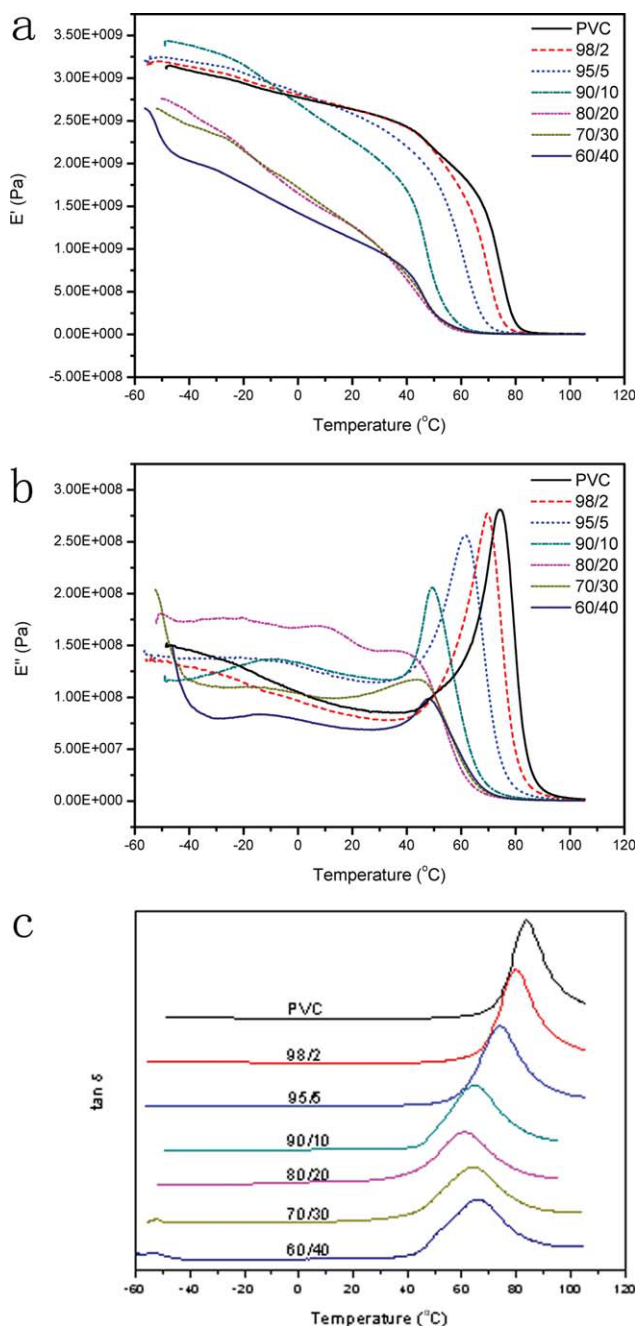 a
3.50E+009
3.00E+009
2.50E+009
2.00E+009
1.50E+009
1.00E+009
5.00E+008
0.00E+000
-5.00E+008
E' (Pa)
PVC
98/2
95/5
90/10
80/20
70/30
60/40
-60 -40 -20 0 20 40 60 80 100 120
Temperature (°C)
b
3.00E+008
2.50E+008
2.00E+008
1.50E+008
1.00E+008
5.00E+007
0.00E+000
E'' (Pa)
PVC
98/2
95/5
90/10
80/20
70/30
60/40
-60 -40 -20 0 20 40 60 80 100 120
Temperature (°C)
c
tan δ
PVC
98/2
95/5
90/10
80/20
70/30
60/40
-60 -40 -20 0 20 40 60 80 100 120
Temperature (°C)